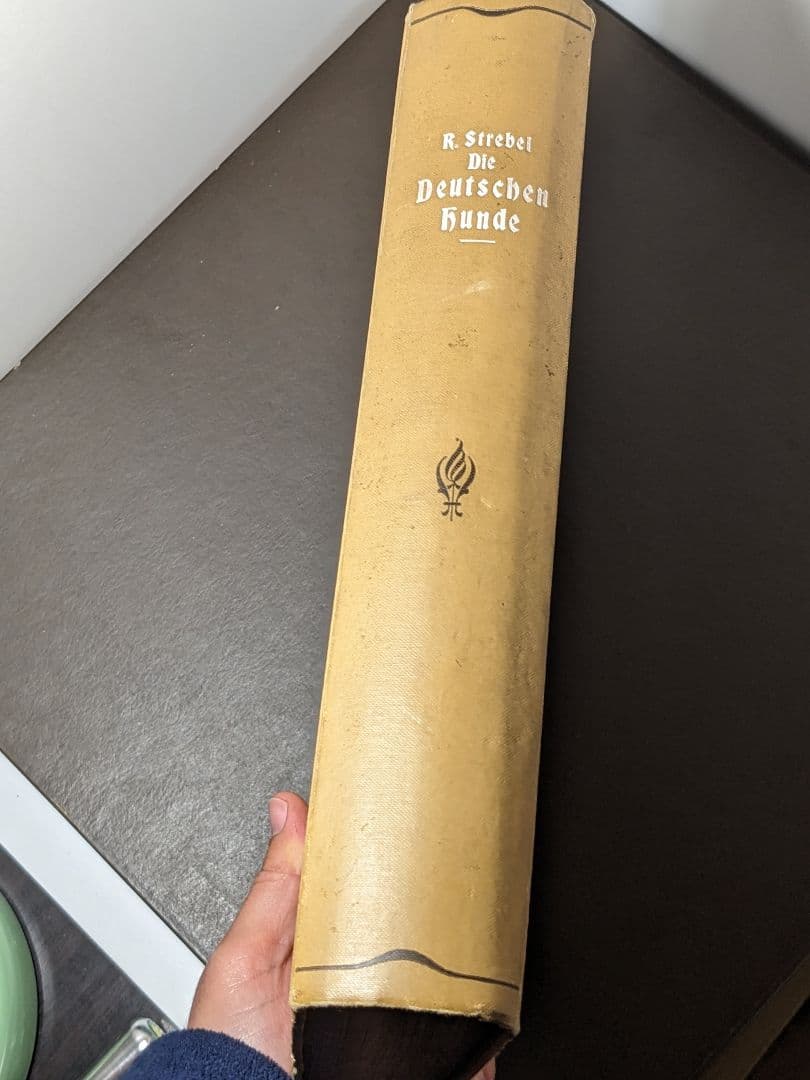 R. Strebel
Die
Deutschen
Hunde